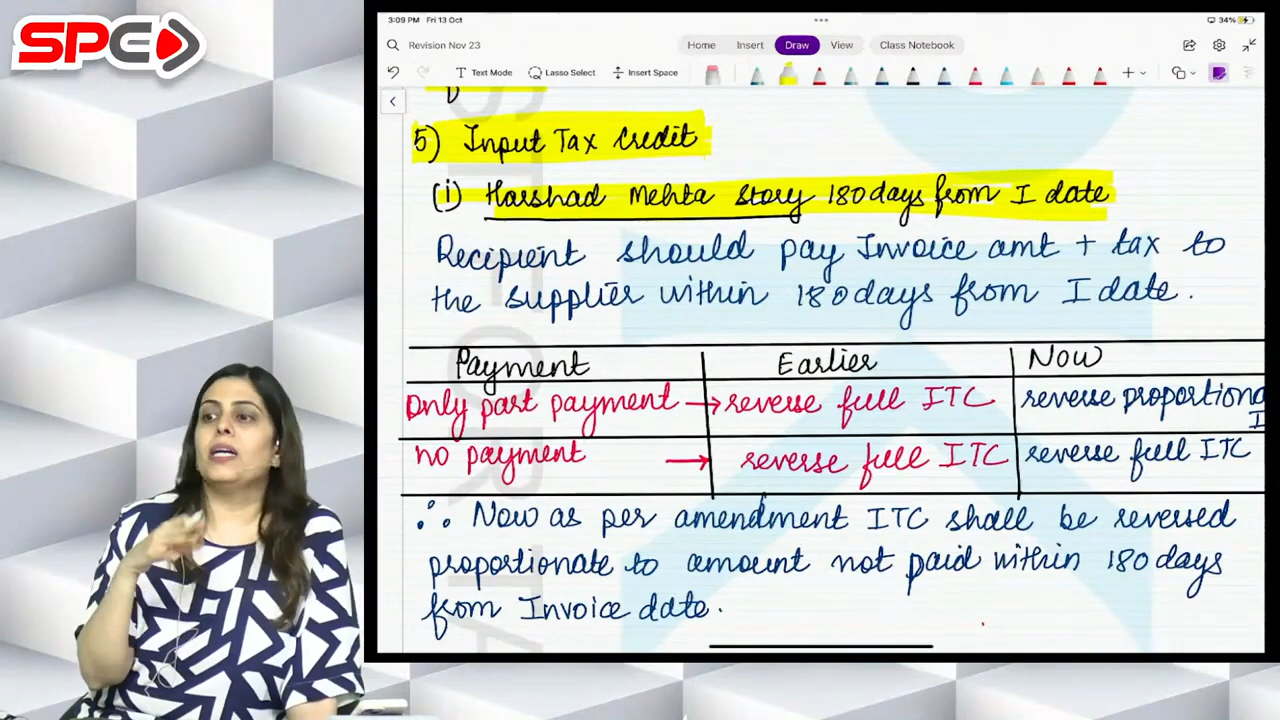 SPC
3:09 PM Fri 13 Oct
34%
Revision Nov 23
Home Insert Draw View Class Notebook
Text Mode Lasso Select Insert Space
5) Input Tax Credit
(i) Harshad Mehta story 180 days from I date
Recipient should pay Invoice amt + tax to
the supplier within 180 days from I date.
Payment Earlier Now
Only part payment → reverse full ITC reverse proportiona
I
no payment → reverse full ITC reverse full ITC
∴ Now as per amendment ITC shall be reversed
proportionate to amount not paid within 180 days
from Invoice date.